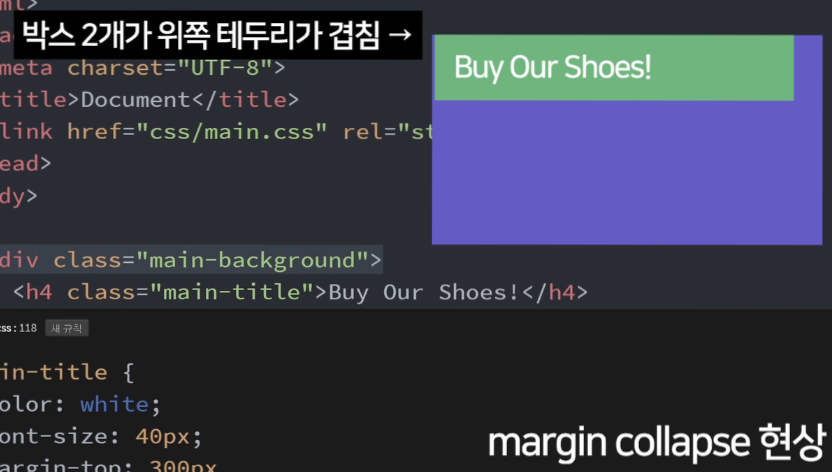 ml>
박스 2개가 위쪽 테두리가 겹침 →
meta charset="UTF-8">
title>Document</title>
link href="css/main.css" rel="st
ead>
dy>
Buy Our Shoes!
div class="main-background">
<h4 class="main-title">Buy Our Shoes!</h4>
css : 118 새 규칙
in-title {
olor: white;
ont-size: 40px;
argin-top: 300px
margin collapse 현상